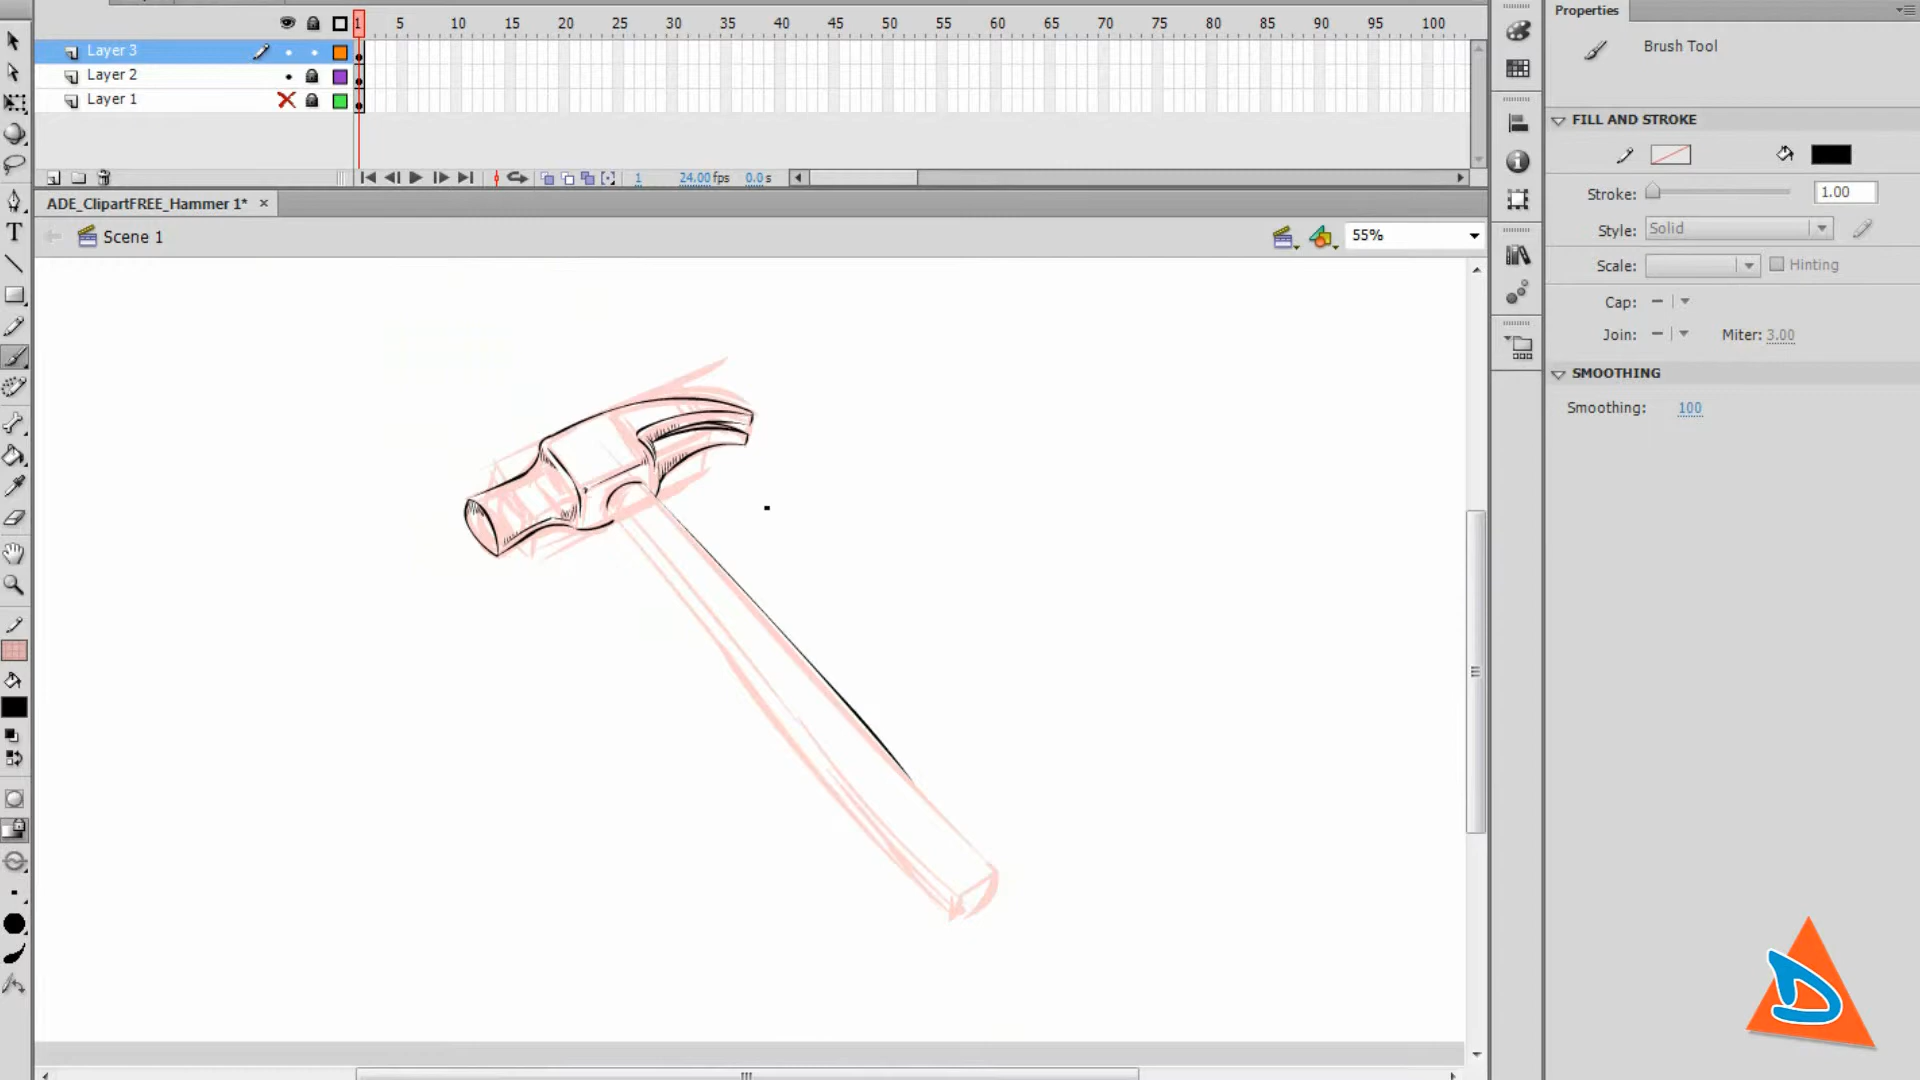 Properties
Brush Tool
1 5 10 15 20 25 30 35 40 45 50 55 60 65 70 75 80 85 90 95 100
Layer 3
Layer 2
Layer 1
1 24.00 fps 0.0 s
FILL AND STROKE
Stroke: 1.00
Style: Solid
Scale: Hinting
Cap:
Join: Miter: 3.00
SMOOTHING
Smoothing: 100
ADE_ClipartFREE_Hammer 1*
Scene 1
55%
T
D